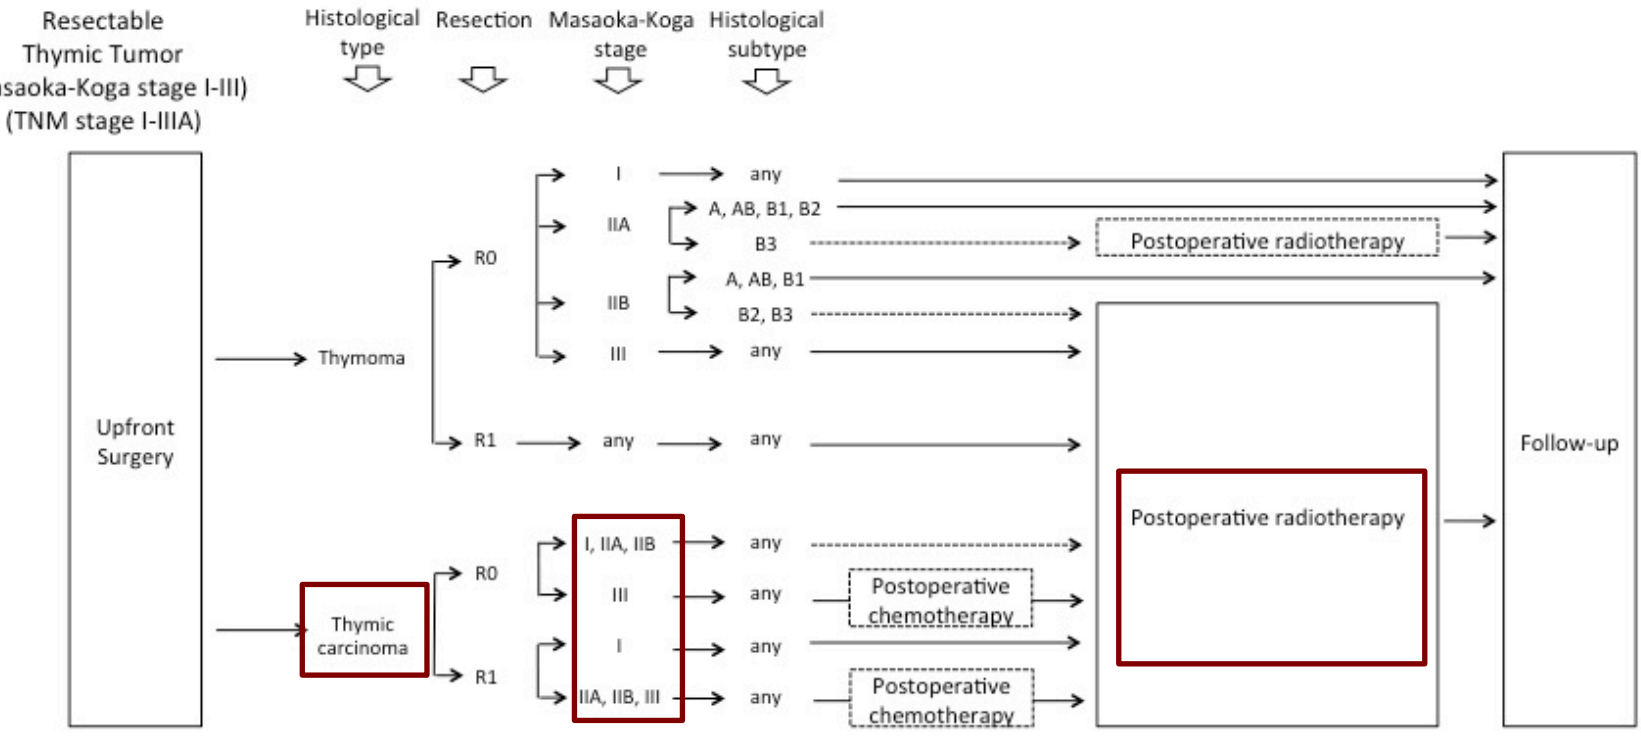 Resectable
Thymic Tumor
saoka-Koga stage I-III)
(TNM stage I-IIIA)
Histological
type
Resection
Masaoka-Koga
stage
Histological
subtype
Upfront
Surgery
Thymoma
R0
I
any
IIA
A, AB, B1, B2
B3
Postoperative radiotherapy
IIB
A, AB, B1
B2, B3
III
any
R1
any
any
Thymic
carcinoma
R0
I, IIA, IIB
any
III
any
Postoperative
chemotherapy
R1
I
any
IIA, IIB, III
any
Postoperative
chemotherapy
Postoperative radiotherapy
Follow-up